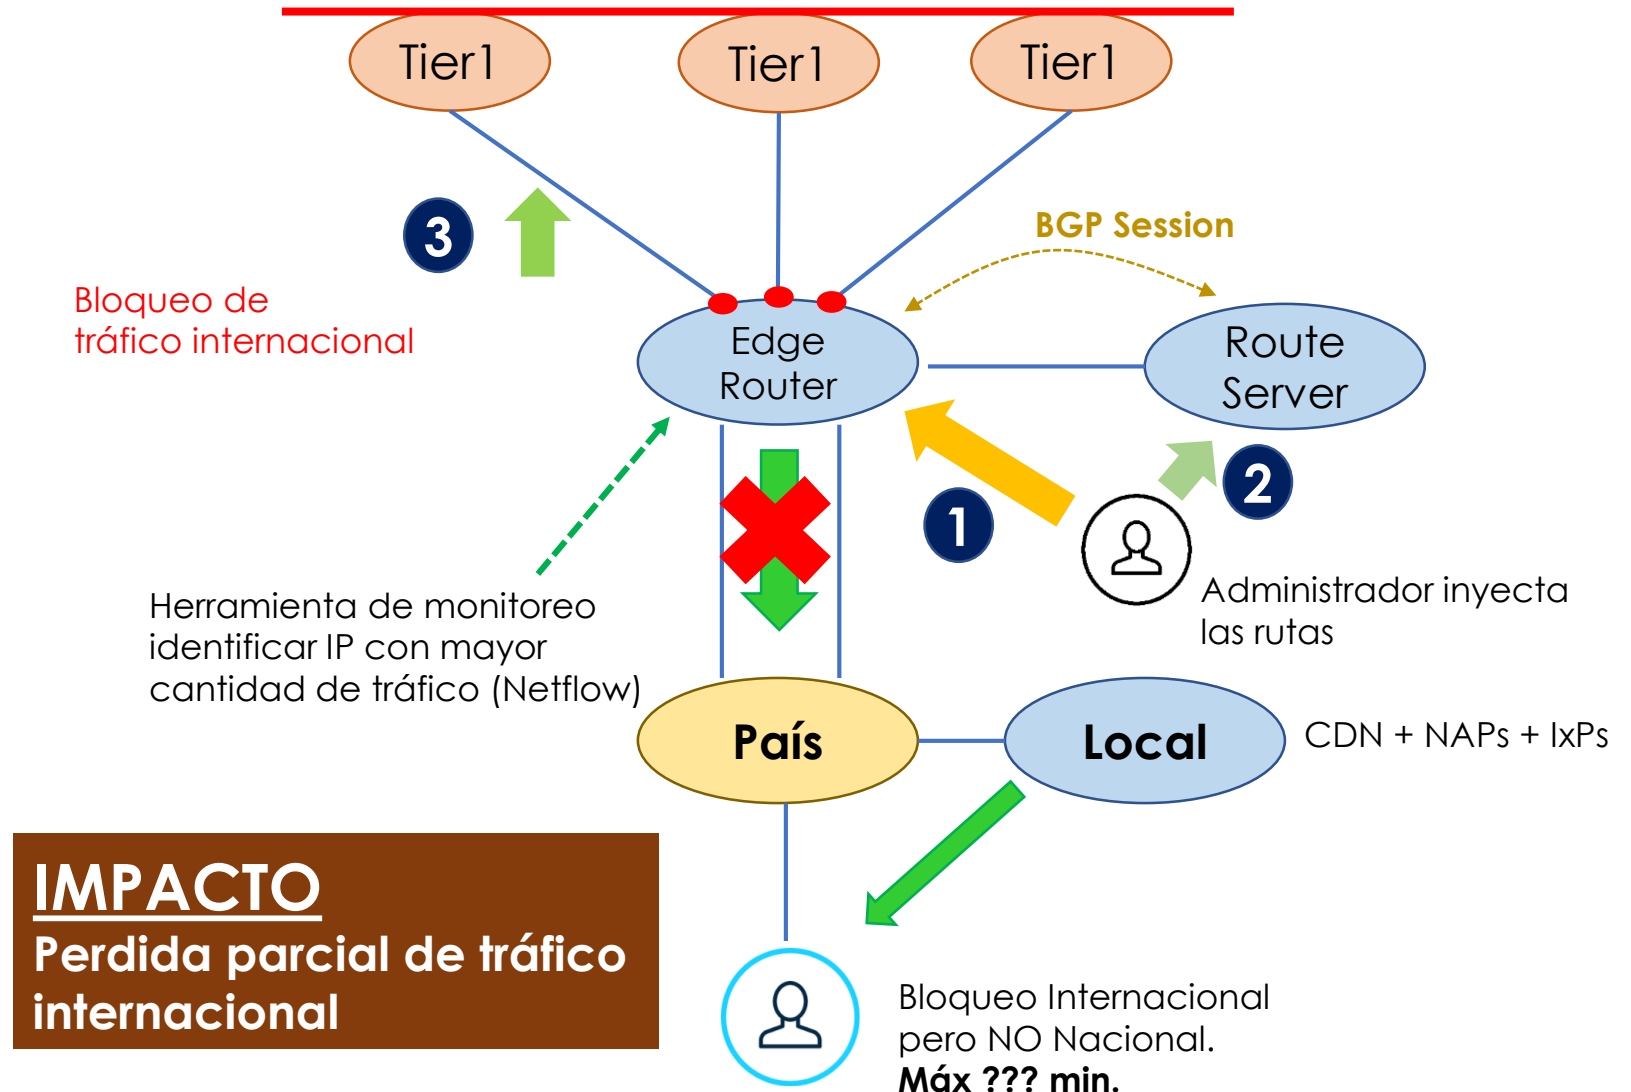 Tier1
Tier1
Tier1
3
BGP Session
Bloqueo de
tráfico internacional
Edge
Router
Route
Server
2
1
Administrador inyecta
las rutas
Herramienta de monitoreo
identificar IP con mayor
cantidad de tráfico (Netflow)
País
Local
CDN + NAPs + IxPs
IMPACTO
Perdida parcial de tráfico
internacional
Bloqueo Internacional
pero NO Nacional.
Máx ??? min.